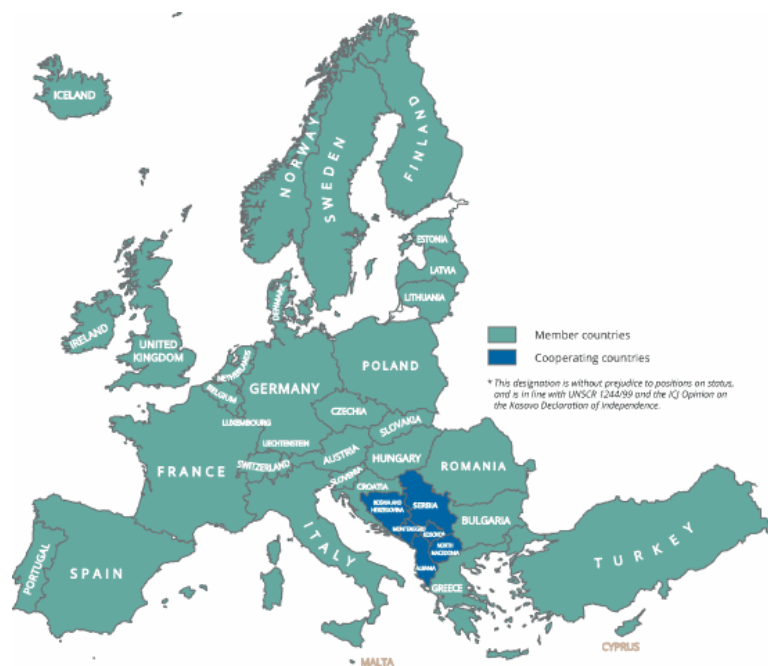 ICELAND
NORWAY
SWEDEN
FINLAND
ESTONIA
LATVIA
LITHUANIA
DENMARK
IRELAND
UNITED
KINGDOM
NETHERLANDS
BELGIUM
GERMANY
POLAND
LUXEMBOURG
CZECHIA
SLOVAKIA
LIECHTENSTEIN
FRANCE
SWITZERLAND
AUSTRIA
HUNGARY
SLOVENIA
CROATIA
ROMANIA
BOSNIA AND
HERZEGOVINA
SERBIA
MONTENEGRO
KOSOVO*
BULGARIA
NORTH
MACEDONIA
ALBANIA
GREECE
ITALY
PORTUGAL
SPAIN
TURKEY
CYPRUS
MALTA
Member countries
Cooperating countries
* This designation is without prejudice to positions on status,
and is in line with UNSCR 1244/99 and the ICJ Opinion on
the Kosovo Declaration of Independence.